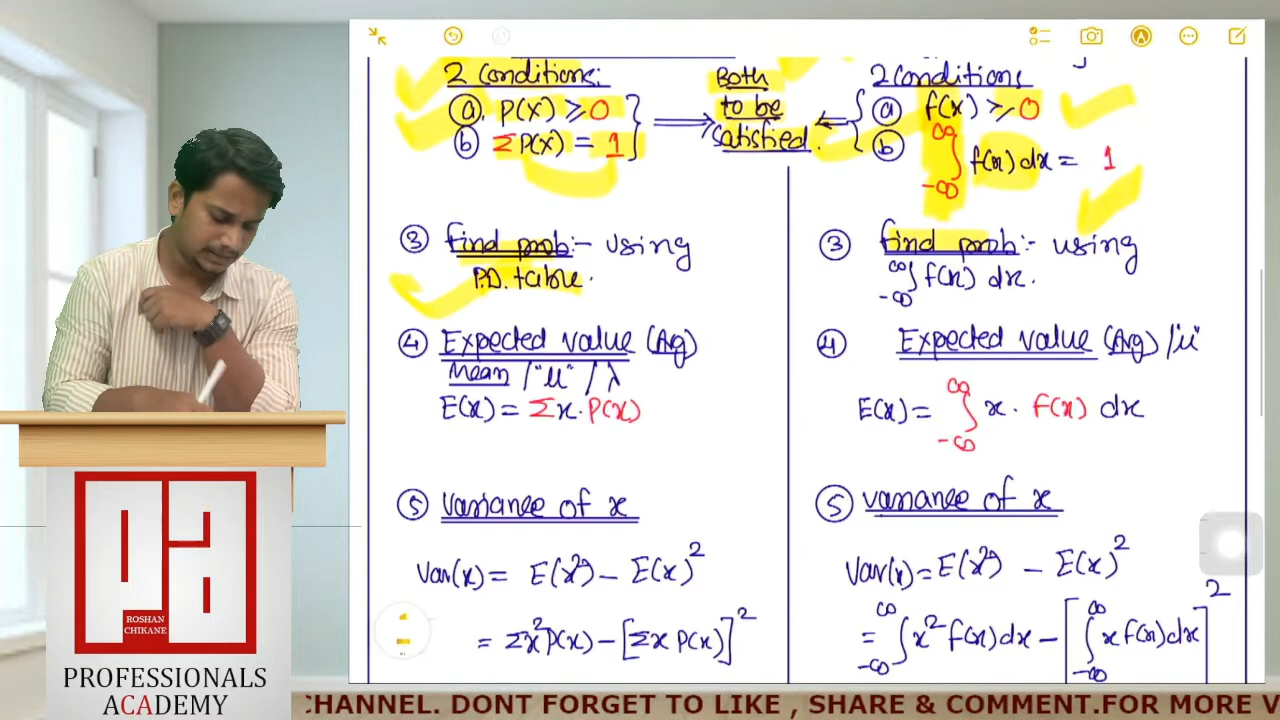 2 conditions:
(a). P(X) ≥ 0
(b) ΣP(X) = 1
Both
to be
satisfied.
2 conditions
(a) f(x) ≥ 0
(b) ∞∫-∞ f(x) dx = 1
(3) find prob:- using
P.D. table.
(3) find prob:- using
∞∫-∞ f(x) dx.
(4) Expected value (Avg)
Mean / "μ" / λ
E(x) = Σx. P(x)
(4) Expected value (Avg) / "μ"
E(x) = ∞∫-∞ x. f(x) dx
(5) variance of x
Var(x) = E(x²) – E(x)²
= Σx²P(x) – [Σx P(x)]²
(5) variance of x
Var(x) = E(x²) – E(x)²
= ∞∫-∞ x² f(x) dx – [∞∫-∞ x f(x) dx]²
PA
ROSHAN
CHIKANE
PROFESSIONALS
ACADEMY
CHANNEL. DONT FORGET TO LIKE , SHARE & COMMENT.FOR MORE V